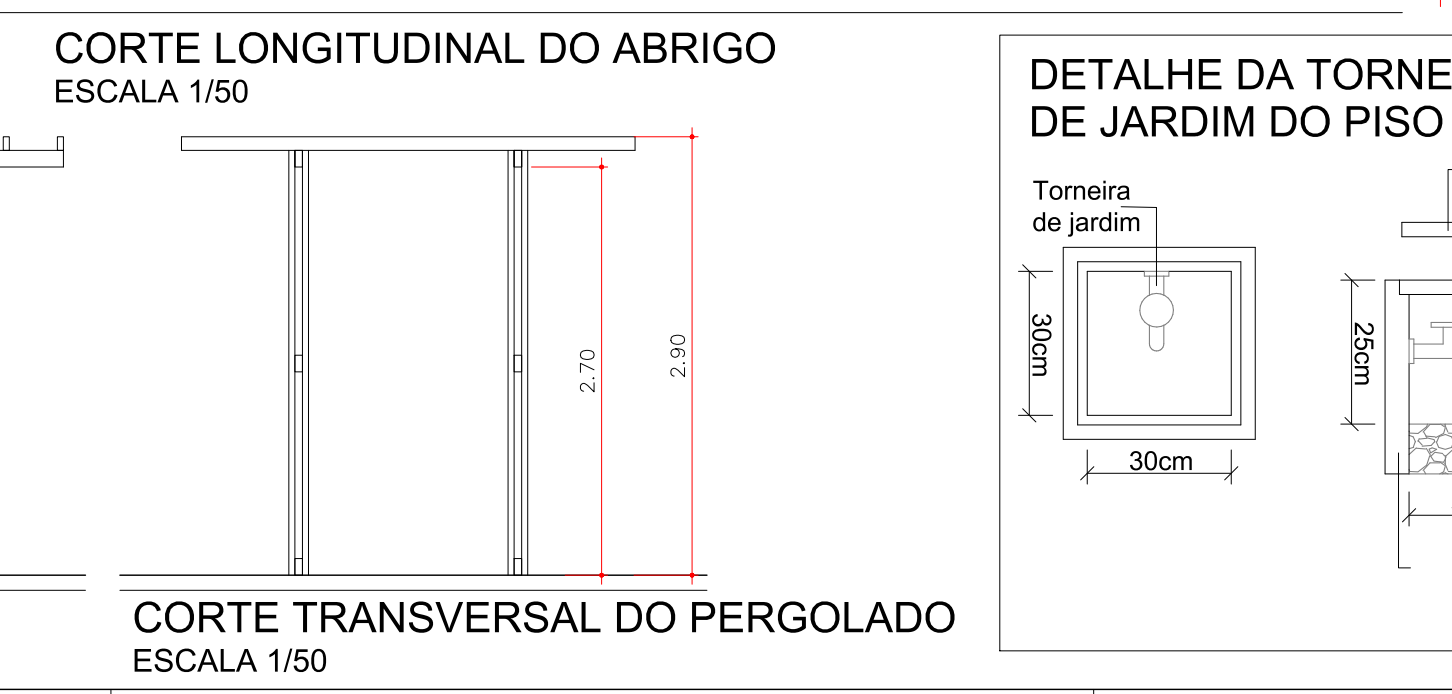 CORTE LONGITUDINAL DO ABRIGO
ESCALA 1/50
2.70
2.90
CORTE TRANSVERSAL DO PERGOLADO
ESCALA 1/50
DETALHE DA TORNE
DE JARDIM DO PISO
Torneira
de jardim
30cm
30cm
25cm